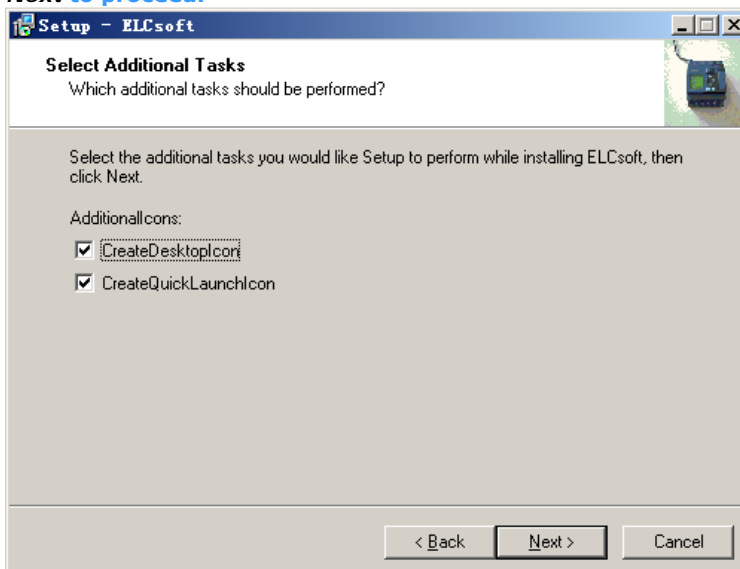 Next to proceed.
Setup - ELCsoft
Select Additional Tasks
Which additional tasks should be performed?
Select the additional tasks you would like Setup to perform while installing ELCsoft, then
click Next.
AdditionalIcons:
CreateDesktopIcon
CreateQuickLaunchIcon
< Back
Next >
Cancel